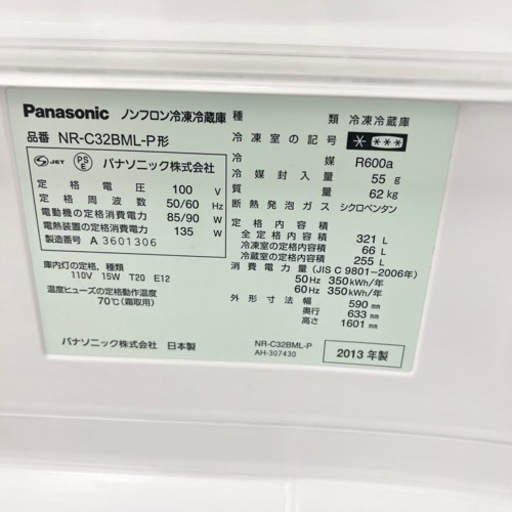 Panasonic ノンフロン冷凍冷蔵庫
品番 NR-C32BML-P形
JET PSE パナソニック株式会社
定格電圧 100 V
定格周波数 50/60 Hz
電動機の定格消費電力 85/90 W
電熱装置の定格消費電力 135 W
製造番号 A 3601306
庫内灯の定格, 種類
110V 15W T20 E12
温度ヒューズの定格動作温度
70℃(霜取用)
パナソニック株式会社 日本製
種類 冷凍冷蔵庫
冷凍室の記号 * ***
冷媒 R600a
冷媒封入量 55 g
質量 62 kg
断熱発泡ガス シクロペンタン
定格内容積
全定格内容積 321 L
冷凍室の定格内容積 66 L
冷蔵室の定格内容積 255 L
消費電力量(JIS C 9801-2006年)
50Hz 350kWh/年
60Hz 350kWh/年
外形寸法 幅 590 mm
奥行 633 mm
高さ 1601 mm
NR-C32BML-P
AH-307430
2013年製